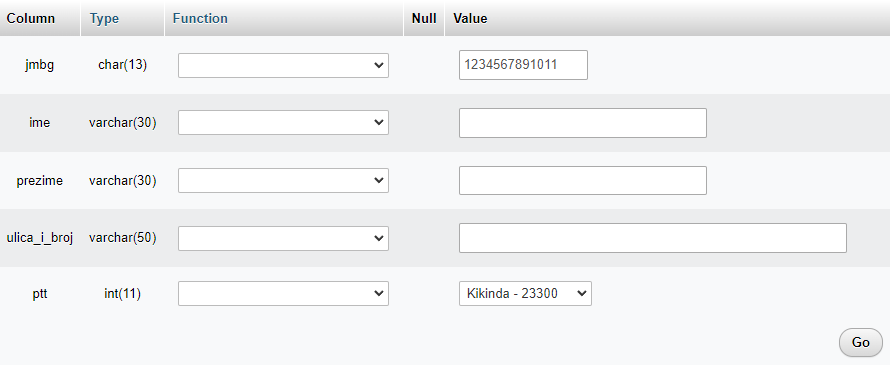 Column Type Function Null Value
jmbg char(13) 1234567891011
ime varchar(30)
prezime varchar(30)
ulica_i_broj varchar(50)
ptt int(11) Kikinda - 23300
Go